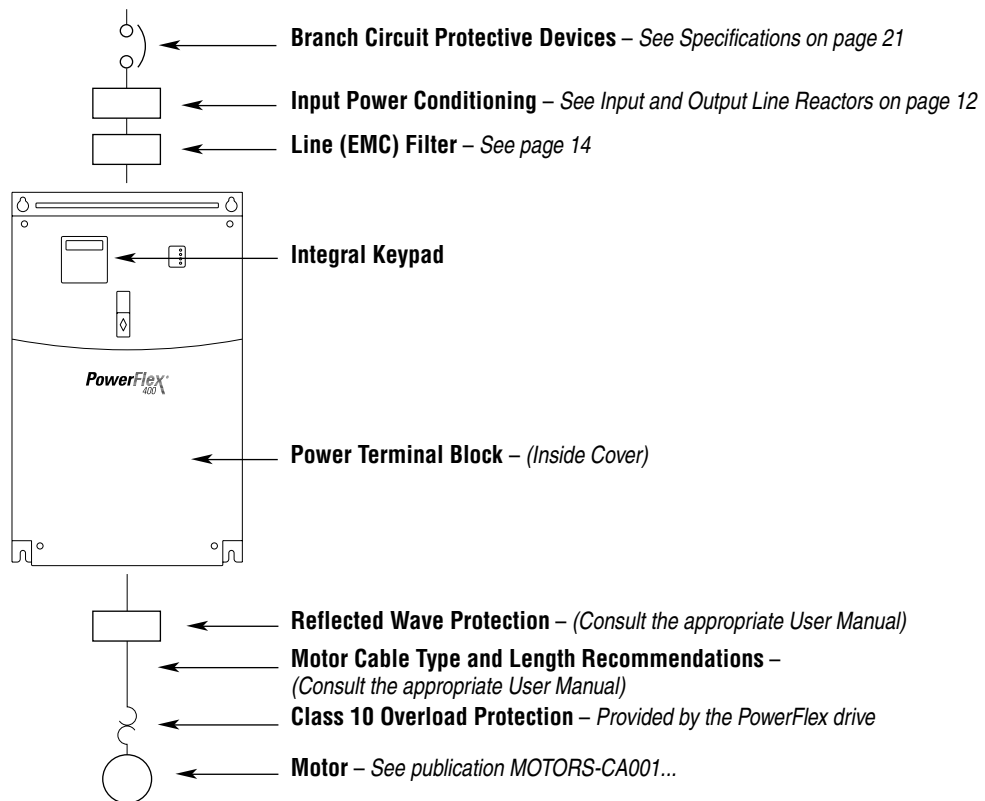 Branch Circuit Protective Devices – See Specifications on page 21
Input Power Conditioning – See Input and Output Line Reactors on page 12
Line (EMC) Filter – See page 14
Integral Keypad
PowerFlex
400
Power Terminal Block – (Inside Cover)
Reflected Wave Protection – (Consult the appropriate User Manual)
Motor Cable Type and Length Recommendations –
(Consult the appropriate User Manual)
Class 10 Overload Protection – Provided by the PowerFlex drive
Motor – See publication MOTORS-CA001...